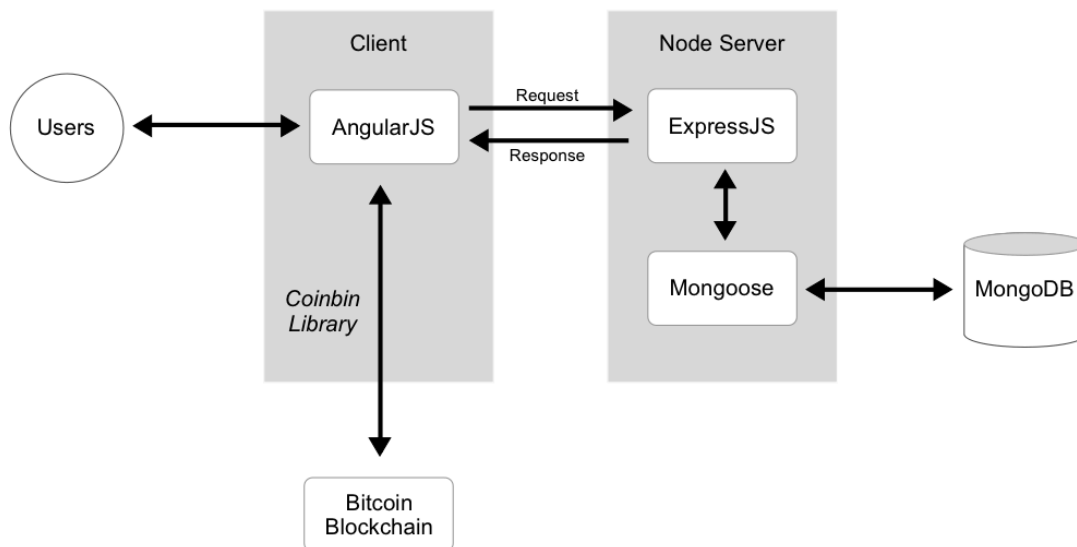 Client
Node Server
Users
AngularJS
Request
Response
ExpressJS
Coinbin
Library
Mongoose
MongoDB
Bitcoin
Blockchain